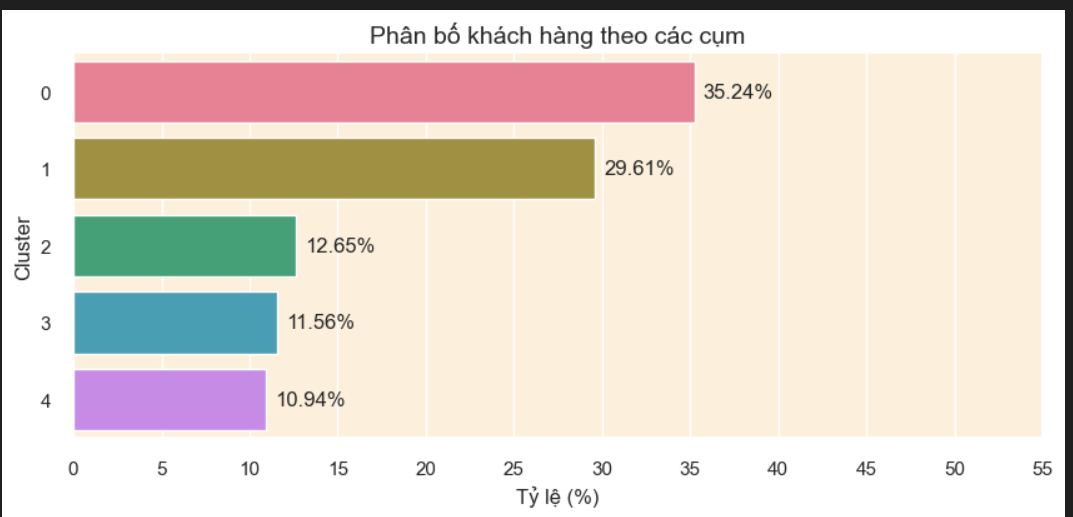 Phân bố khách hàng theo các cụm
0
35.24%
1
29.61%
Cluster
2
12.65%
3
11.56%
4
10.94%
0 5 10 15 20 25 30 35 40 45 50 55
Tỷ lệ (%)